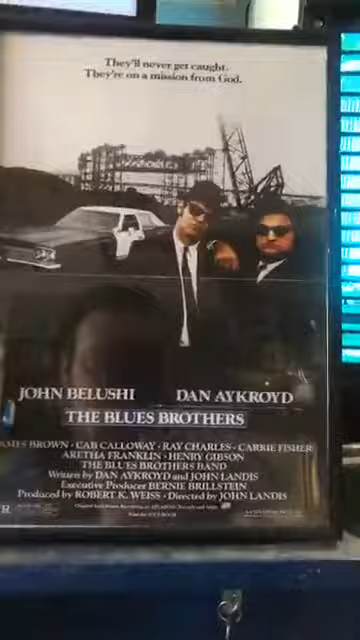 They'll never get caught.
They're on a mission from God.
JOHN BELUSHI DAN AYKROYD
THE BLUES BROTHERS
JAMES BROWN · CAB CALLOWAY · RAY CHARLES · CARRIE FISHER
ARETHA FRANKLIN · HENRY GIBSON
THE BLUES BROTHERS BAND
Written by DAN AYKROYD and JOHN LANDIS
Executive Producer BERNIE BRILLSTEIN
Produced by ROBERT K. WEISS · Directed by JOHN LANDIS
R